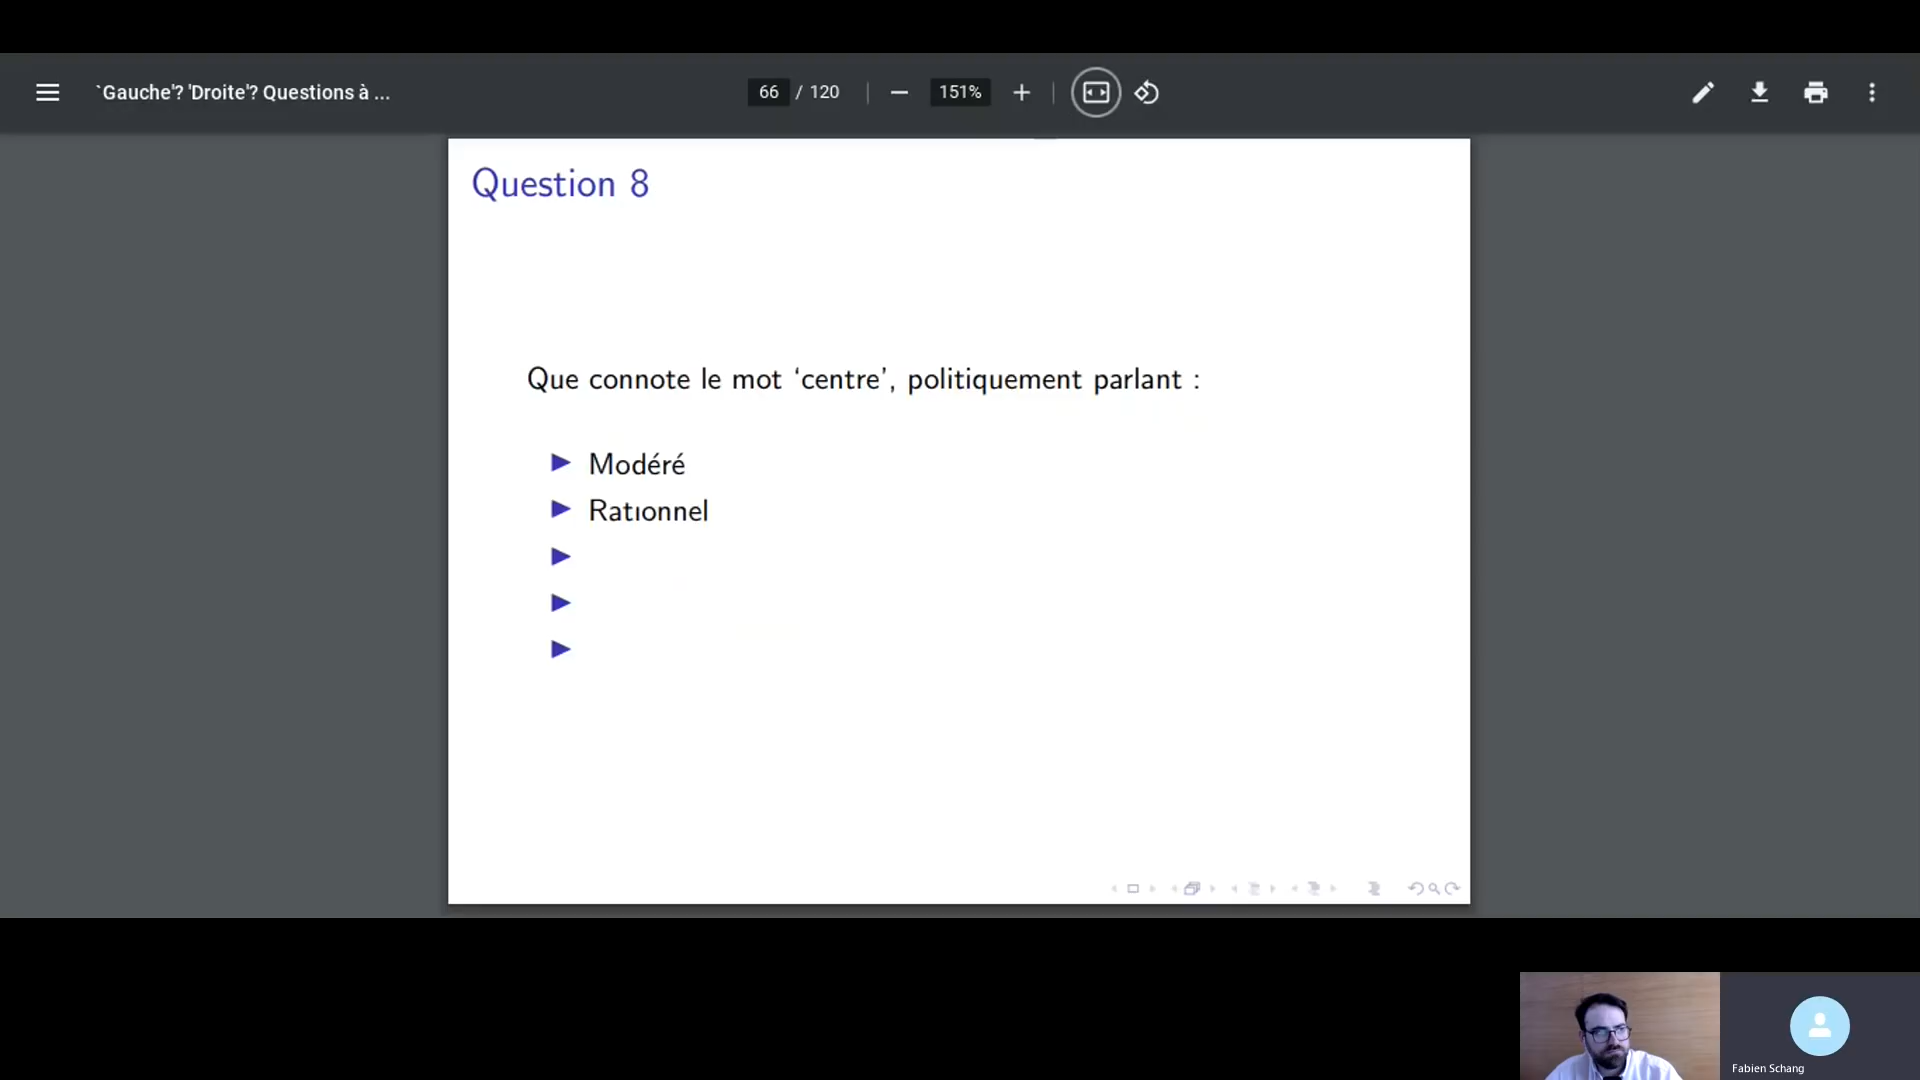 `Gauche'? 'Droite'? Questions à ...
66 / 120
151%
Question 8
Que connote le mot ‘centre’, politiquement parlant :
Modéré
Rationnel
Fabien Schang